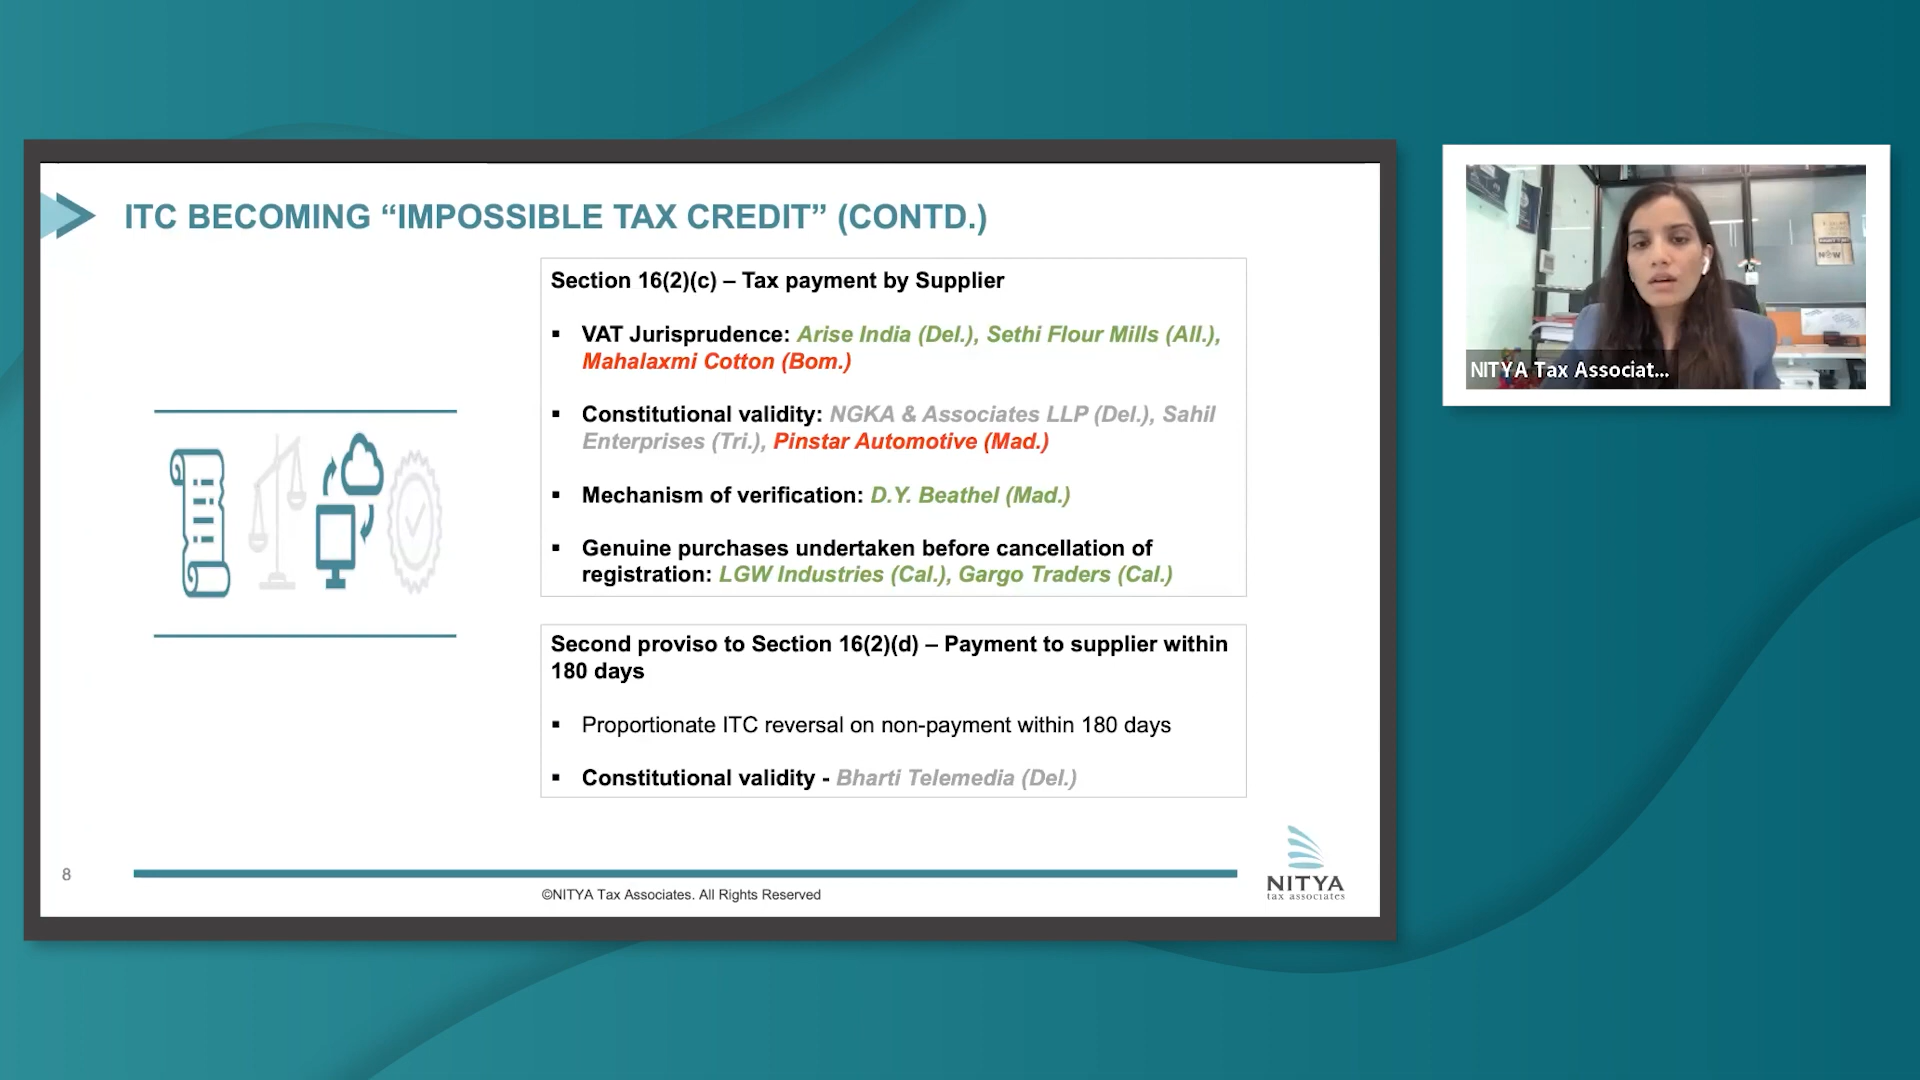 ITC BECOMING “IMPOSSIBLE TAX CREDIT” (CONTD.)
Section 16(2)(c) – Tax payment by Supplier
▪ VAT Jurisprudence: Arise India (Del.), Sethi Flour Mills (All.),
Mahalaxmi Cotton (Bom.)
▪ Constitutional validity: NGKA & Associates LLP (Del.), Sahil
Enterprises (Tri.), Pinstar Automotive (Mad.)
▪ Mechanism of verification: D.Y. Beathel (Mad.)
▪ Genuine purchases undertaken before cancellation of
registration: LGW Industries (Cal.), Gargo Traders (Cal.)
Second proviso to Section 16(2)(d) – Payment to supplier within
180 days
▪ Proportionate ITC reversal on non-payment within 180 days
▪ Constitutional validity - Bharti Telemedia (Del.)
8
©NITYA Tax Associates. All Rights Reserved
NITYA
tax associates
NITYA Tax Associat...